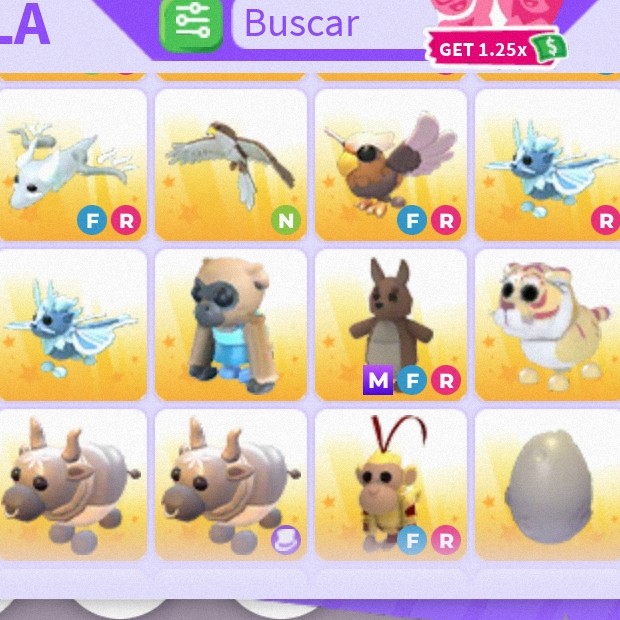 LA
Buscar
GET 1.25x $
F R
N
F R
R
M F R
F R